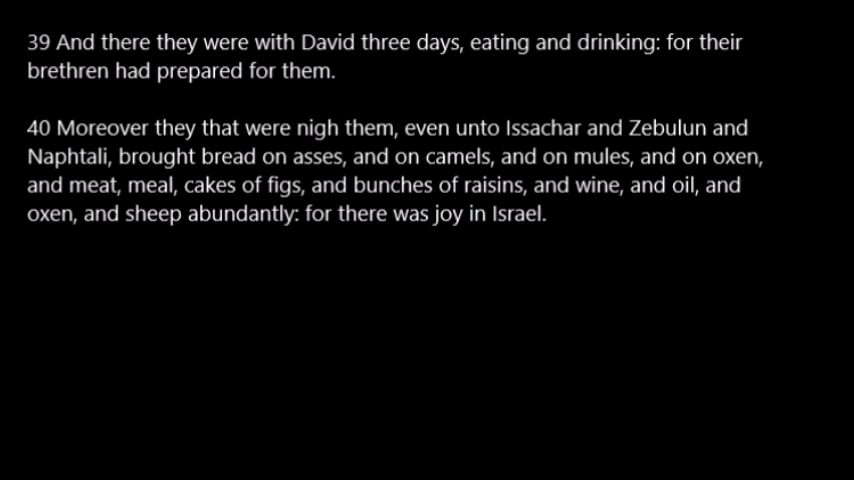 39 And there they were with David three days, eating and drinking: for their
brethren had prepared for them.
40 Moreover they that were nigh them, even unto Issachar and Zebulun and
Naphtali, brought bread on asses, and on camels, and on mules, and on oxen,
and meat, meal, cakes of figs, and bunches of raisins, and wine, and oil, and
oxen, and sheep abundantly: for there was joy in Israel.